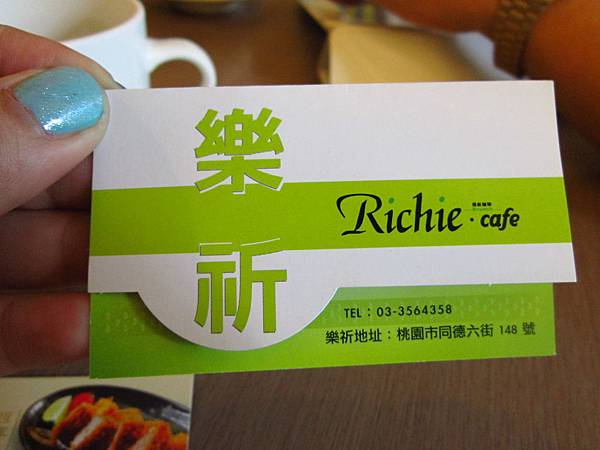 樂祈
Richie · cafe
TEL：03-3564358
樂祈地址：桃園市同德六街 148 號